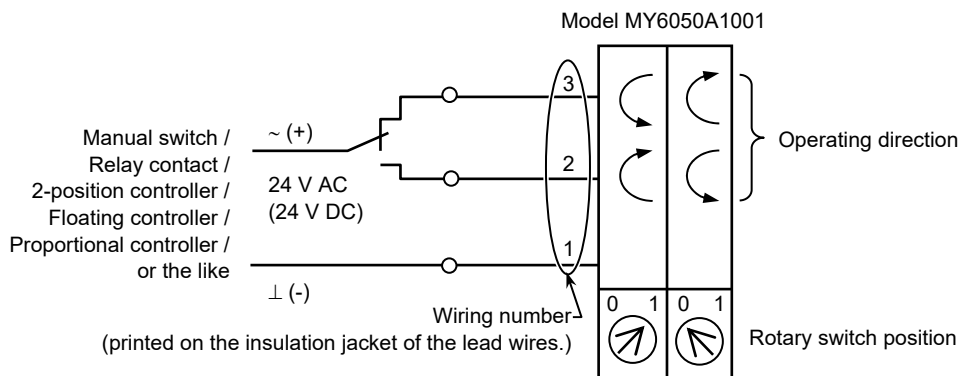 Model MY6050A1001
3
Manual switch /
Relay contact /
2-position controller /
Floating controller /
Proportional controller /
or the like
~ (+)
24 V AC
(24 V DC)
⊥ (-)
2
1
Operating direction
Wiring number
(printed on the insulation jacket of the lead wires.)
0 1 0 1
Rotary switch position